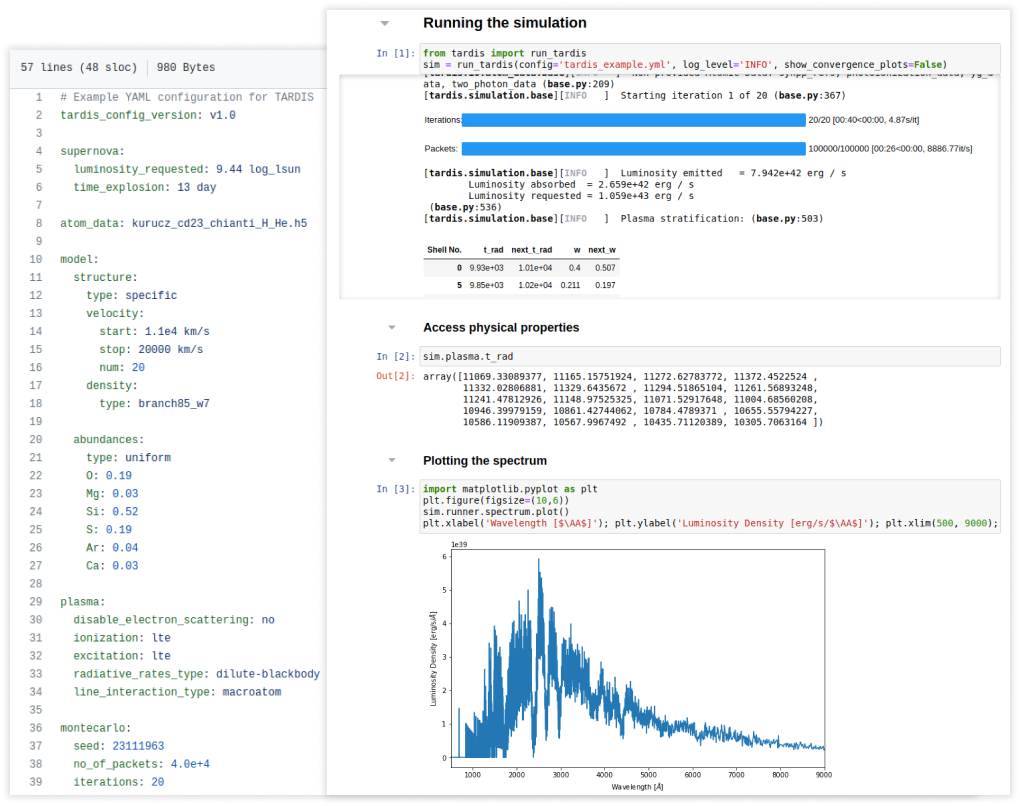 57 lines (48 sloc) 980 Bytes
1 # Example YAML configuration for TARDIS
2 tardis_config_version: v1.0
3
4 supernova:
5 luminosity_requested: 9.44 log_lsun
6 time_explosion: 13 day
7
8 atom_data: kurucz_cd23_chianti_H_He.h5
9
10 model:
11 structure:
12 type: specific
13 velocity:
14 start: 1.1e4 km/s
15 stop: 20000 km/s
16 num: 20
17 density:
18 type: branch85_w7
19
20 abundances:
21 type: uniform
22 O: 0.19
23 Mg: 0.03
24 Si: 0.52
25 S: 0.19
26 Ar: 0.04
27 Ca: 0.03
28
29 plasma:
30 disable_electron_scattering: no
31 ionization: lte
32 excitation: lte
33 radiative_rates_type: dilute-blackbody
34 line_interaction_type: macroatom
35
36 montecarlo:
37 seed: 23111963
38 no_of_packets: 4.0e+4
39 iterations: 20
Running the simulation
In [1]: from tardis import run_tardis
sim = run_tardis(config='tardis_example.yml', log_level='INFO', show_convergence_plots=False)
ata, two_photon_data (base.py:209)
[tardis.simulation.base][INFO ] Starting iteration 1 of 20 (base.py:367)
Iterations: 20/20 [00:40<00:00, 4.87s/it]
Packets: 100000/100000 [00:26<00:00, 8886.77it/s]
[tardis.simulation.base][INFO ] Luminosity emitted = 7.942e+42 erg / s
Luminosity absorbed = 2.659e+42 erg / s
Luminosity requested = 1.059e+43 erg / s
(base.py:536)
[tardis.simulation.base][INFO ] Plasma stratification: (base.py:503)
Shell No. t_rad next_t_rad w next_w
0 9.93e+03 1.01e+04 0.4 0.507
5 9.85e+03 1.02e+04 0.211 0.197
Access physical properties
In [2]: sim.plasma.t_rad
Out[2]: array([11069.33089377, 11165.15751924, 11272.62783772, 11372.4522524 ,
11332.02806881, 11329.6435672 , 11294.51865104, 11261.56893248,
11241.47812926, 11148.97525325, 11071.52917648, 11004.68560208,
10946.39979159, 10861.42744062, 10784.4789371 , 10655.55794227,
10586.11909387, 10567.9967492 , 10435.71120389, 10305.7063164 ])
Plotting the spectrum
In [3]: import matplotlib.pyplot as plt
plt.figure(figsize=(10,6))
sim.runner.spectrum.plot()
plt.xlabel('Wavelength [$\AA$]'); plt.ylabel('Luminosity Density [erg/s/$\AA$]'); plt.xlim(500, 9000);
1e39
6
5
4
3
2
1
0
Luminosity Density [erg/s/Å]
1000 2000 3000 4000 5000 6000 7000 8000 9000
Wavelength [Å]